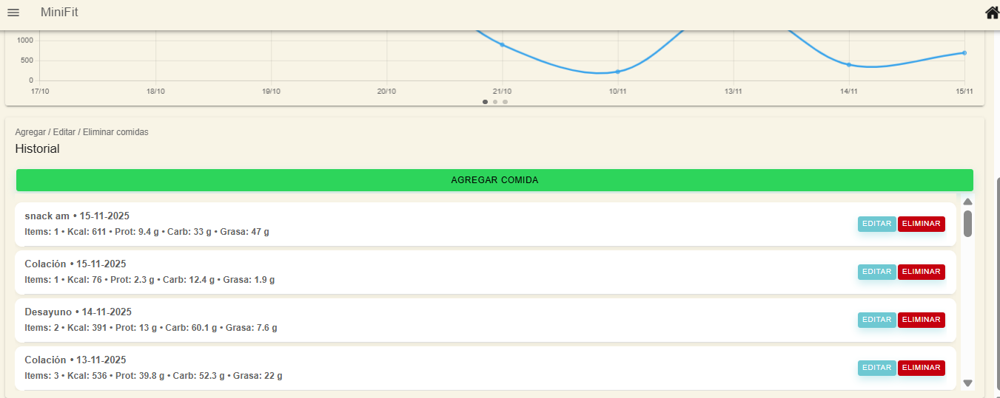 MiniFit
1000
500
0
17/10 18/10 19/10 20/10 21/10 10/11 13/11 14/11 15/11
Agregar / Editar / Eliminar comidas
Historial
AGREGAR COMIDA
snack am • 15-11-2025
Items: 1 • Kcal: 611 • Prot: 9.4 g • Carb: 33 g • Grasa: 47 g
EDITAR ELIMINAR
Colación • 15-11-2025
Items: 1 • Kcal: 76 • Prot: 2.3 g • Carb: 12.4 g • Grasa: 1.9 g
EDITAR ELIMINAR
Desayuno • 14-11-2025
Items: 2 • Kcal: 391 • Prot: 13 g • Carb: 60.1 g • Grasa: 7.6 g
EDITAR ELIMINAR
Colación • 13-11-2025
Items: 3 • Kcal: 536 • Prot: 39.8 g • Carb: 52.3 g • Grasa: 22 g
EDITAR ELIMINAR